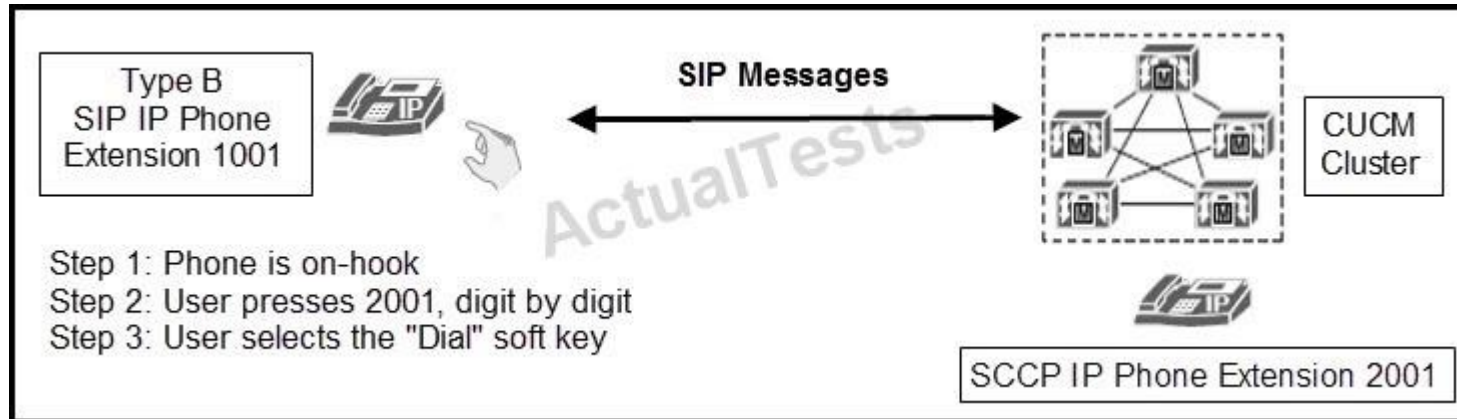 Type B
SIP IP Phone
Extension 1001
IP
SIP Messages
M
M
M
M
M
CUCM
Cluster
ActualTests
Step 1: Phone is on-hook
Step 2: User presses 2001, digit by digit
Step 3: User selects the "Dial" soft key
IP
SCCP IP Phone Extension 2001